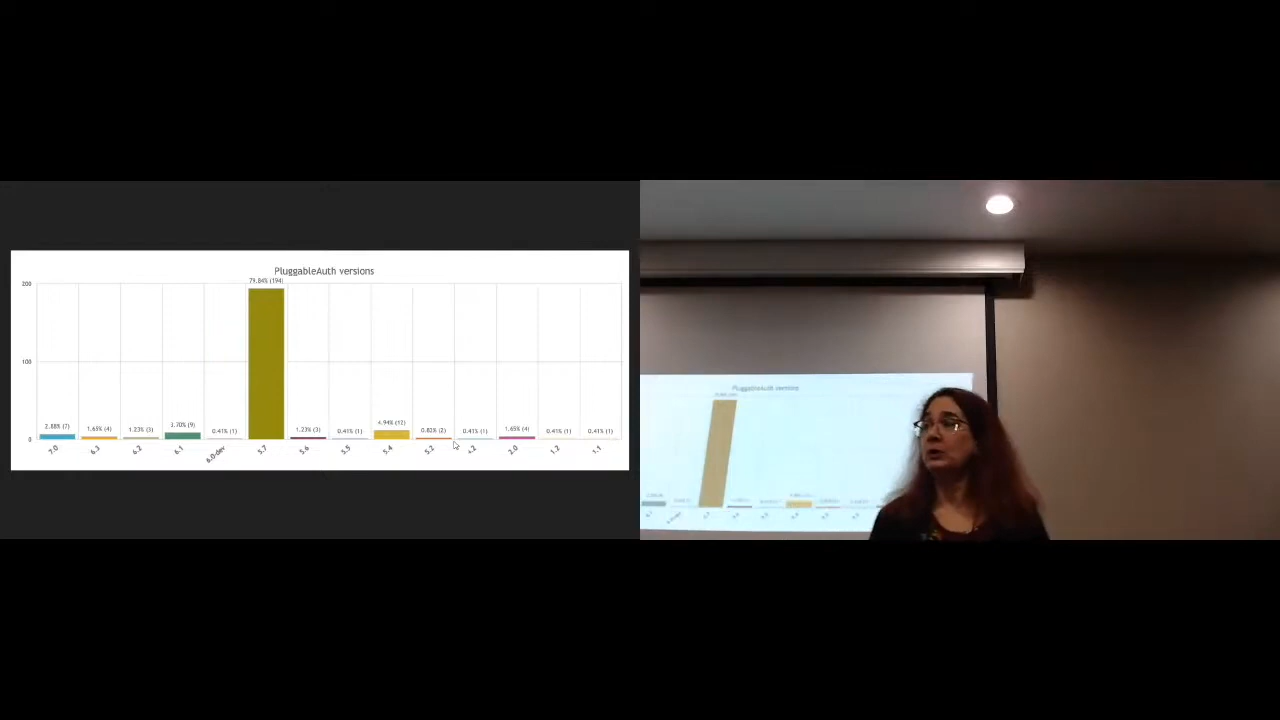 PluggableAuth versions
200
79.84% (194)
100
2.88% (7) 1.65% (4) 1.23% (3) 3.70% (9) 0.41% (1) 1.23% (3) 0.41% (1) 4.94% (12) 0.82% (2) 0.41% (1) 1.65% (4) 0.41% (1) 0.41% (1)
0
7.0 6.3 6.2 6.1 6.0-dev 5.7 5.6 5.5 5.4 5.2 4.2 2.0 1.2 1.1
PluggableAuth versions